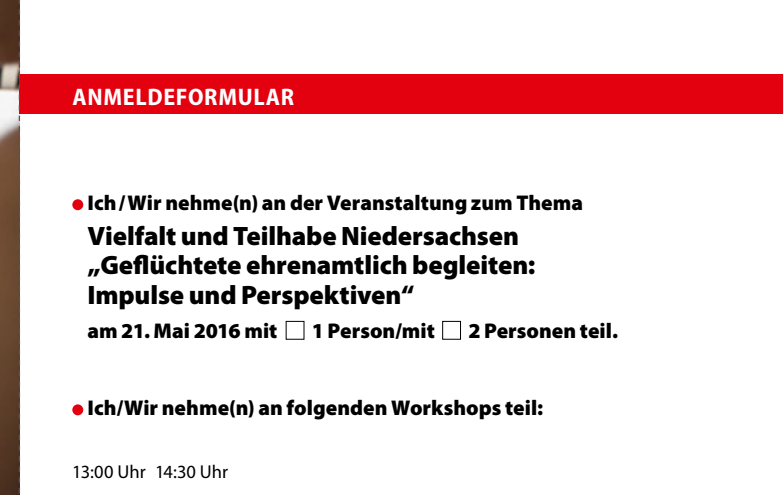 ANMELDEFORMULAR
Ich/Wir nehme(n) an der Veranstaltung zum Thema
Vielfalt und Teilhabe Niedersachsen
„Geflüchtete ehrenamtlich begleiten:
Impulse und Perspektiven“
am 21. Mai 2016 mit ☐ 1 Person/mit ☐ 2 Personen teil.
Ich/Wir nehme(n) an folgenden Workshops teil:
13:00 Uhr 14:30 Uhr